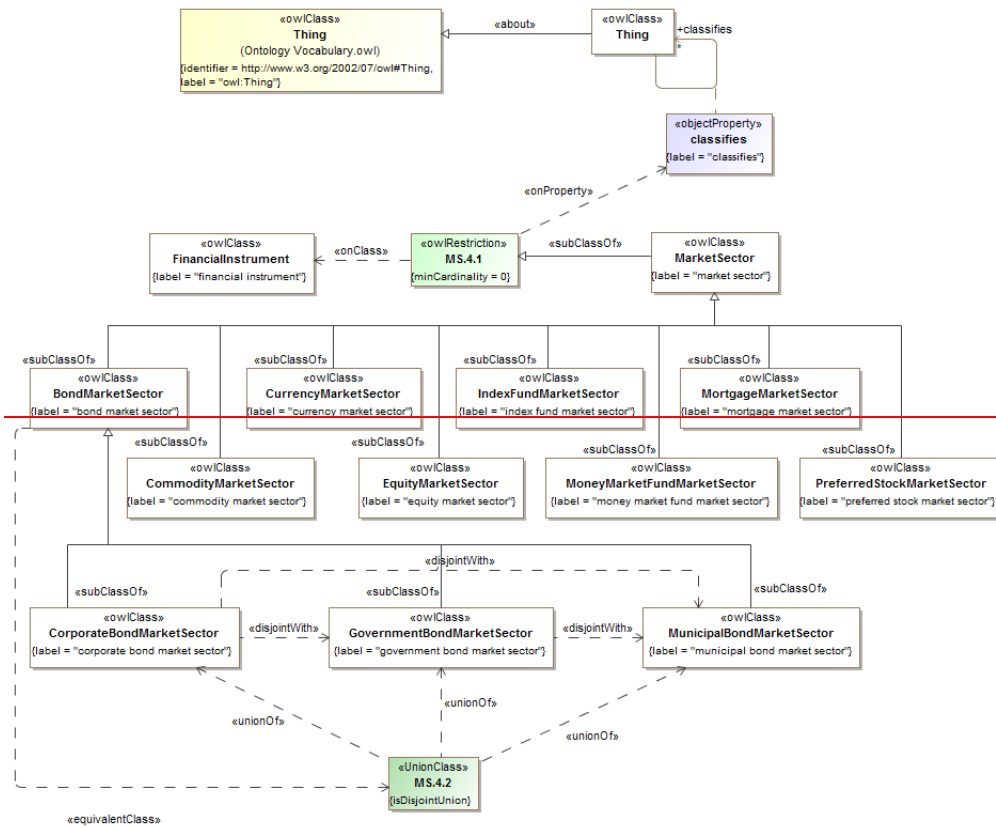 «owlClass»
Thing
(Ontology Vocabulary.owl)
{identifier = http://www.w3.org/2002/07/owl#Thing,
label = "owl:Thing"}
«about»
«owlClass»
Thing
+classifies
*
«objectProperty»
classifies
{label = "classifies"}
«onProperty»
«owlClass»
FinancialInstrument
{label = "financial instrument"}
«onClass»
«owlRestriction»
MS.4.1
{minCardinality = 0}
«subClassOf»
«owlClass»
MarketSector
{label = "market sector"}
«subClassOf»
«owlClass»
BondMarketSector
{label = "bond market sector"}
«subClassOf»
«owlClass»
CurrencyMarketSector
{label = "currency market sector"}
«subClassOf»
«owlClass»
IndexFundMarketSector
{label = "index fund market sector"}
«subClassOf»
«owlClass»
MortgageMarketSector
{label = "mortgage market sector"}
«subClassOf»
«owlClass»
CommodityMarketSector
{label = "commodity market sector"}
«subClassOf»
«owlClass»
EquityMarketSector
{label = "equity market sector"}
«subClassOf»
«owlClass»
MoneyMarketFundMarketSector
{label = "money market fund market sector"}
«subClassOf»
«owlClass»
PreferredStockMarketSector
{label = "preferred stock market sector"}
«disjointWith»
«subClassOf»
«owlClass»
CorporateBondMarketSector
{label = "corporate bond market sector"}
«disjointWith»
«subClassOf»
«owlClass»
GovernmentBondMarketSector
{label = "government bond market sector"}
«disjointWith»
«subClassOf»
«owlClass»
MunicipalBondMarketSector
{label = "municipal bond market sector"}
«unionOf»
«unionOf»
«unionOf»
«UnionClass»
MS.4.2
{isDisjointUnion}
«equivalentClass»